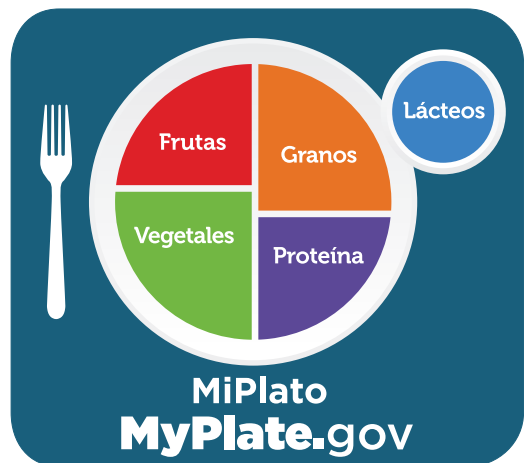 Frutas
Granos
Lácteos
Vegetales
Proteína
MiPlato
MyPlate.gov